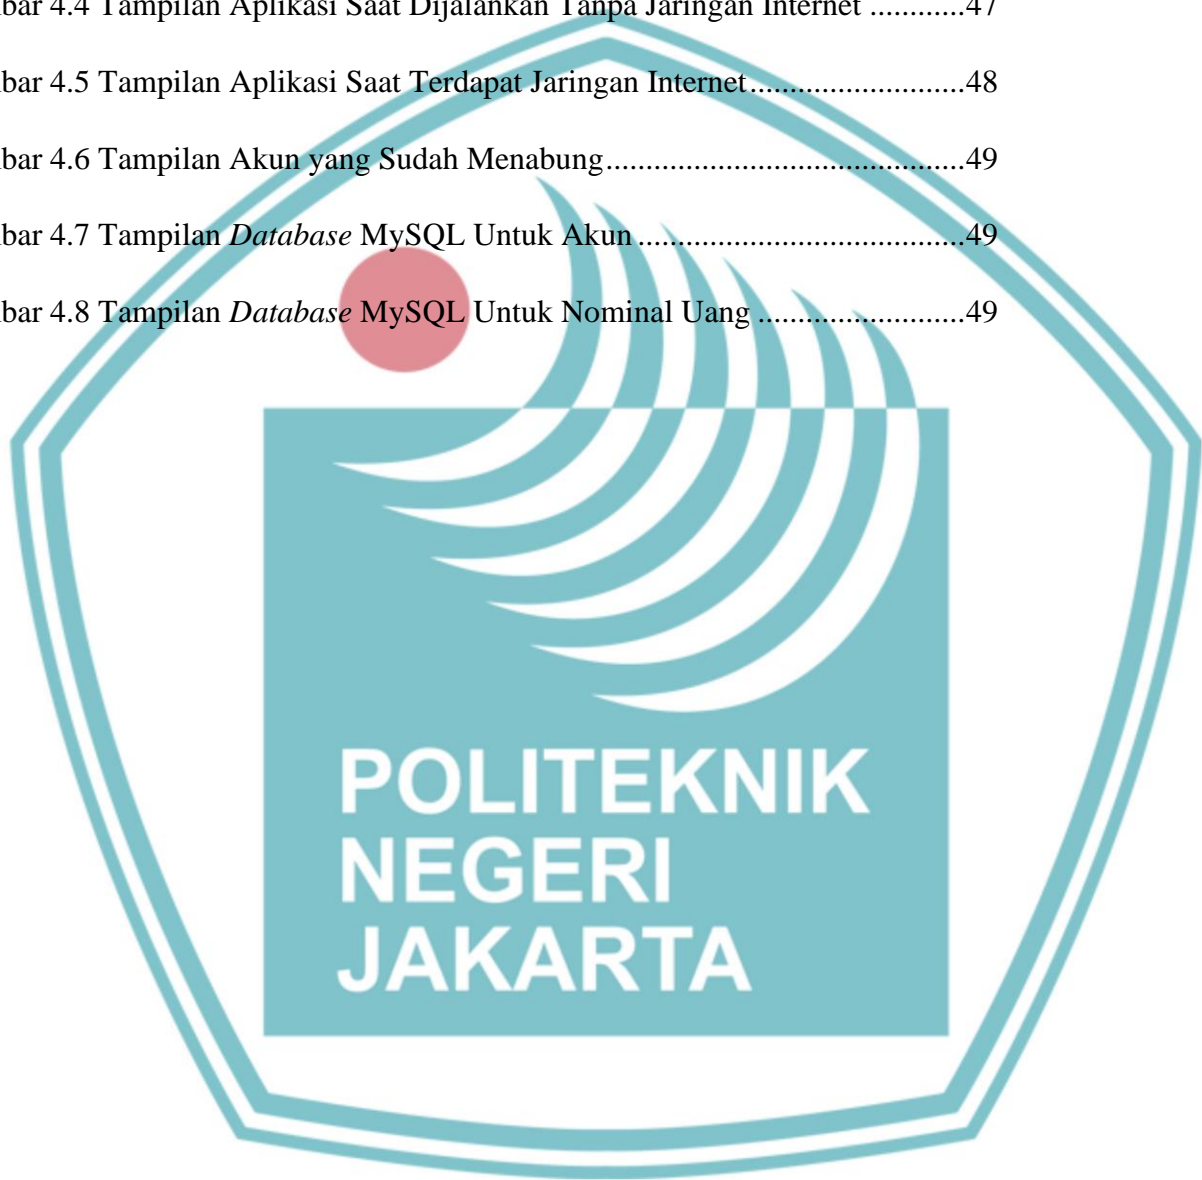 bar 4.4 Tampilan Aplikasi Saat Dijalankan Tanpa Jaringan Internet ............47
bar 4.5 Tampilan Aplikasi Saat Terdapat Jaringan Internet...........................48
bar 4.6 Tampilan Akun yang Sudah Menabung.............................................49
bar 4.7 Tampilan Database MySQL Untuk Akun .........................................49
bar 4.8 Tampilan Database MySQL Untuk Nominal Uang ..........................49
POLITEKNIK
NEGERI
JAKARTA